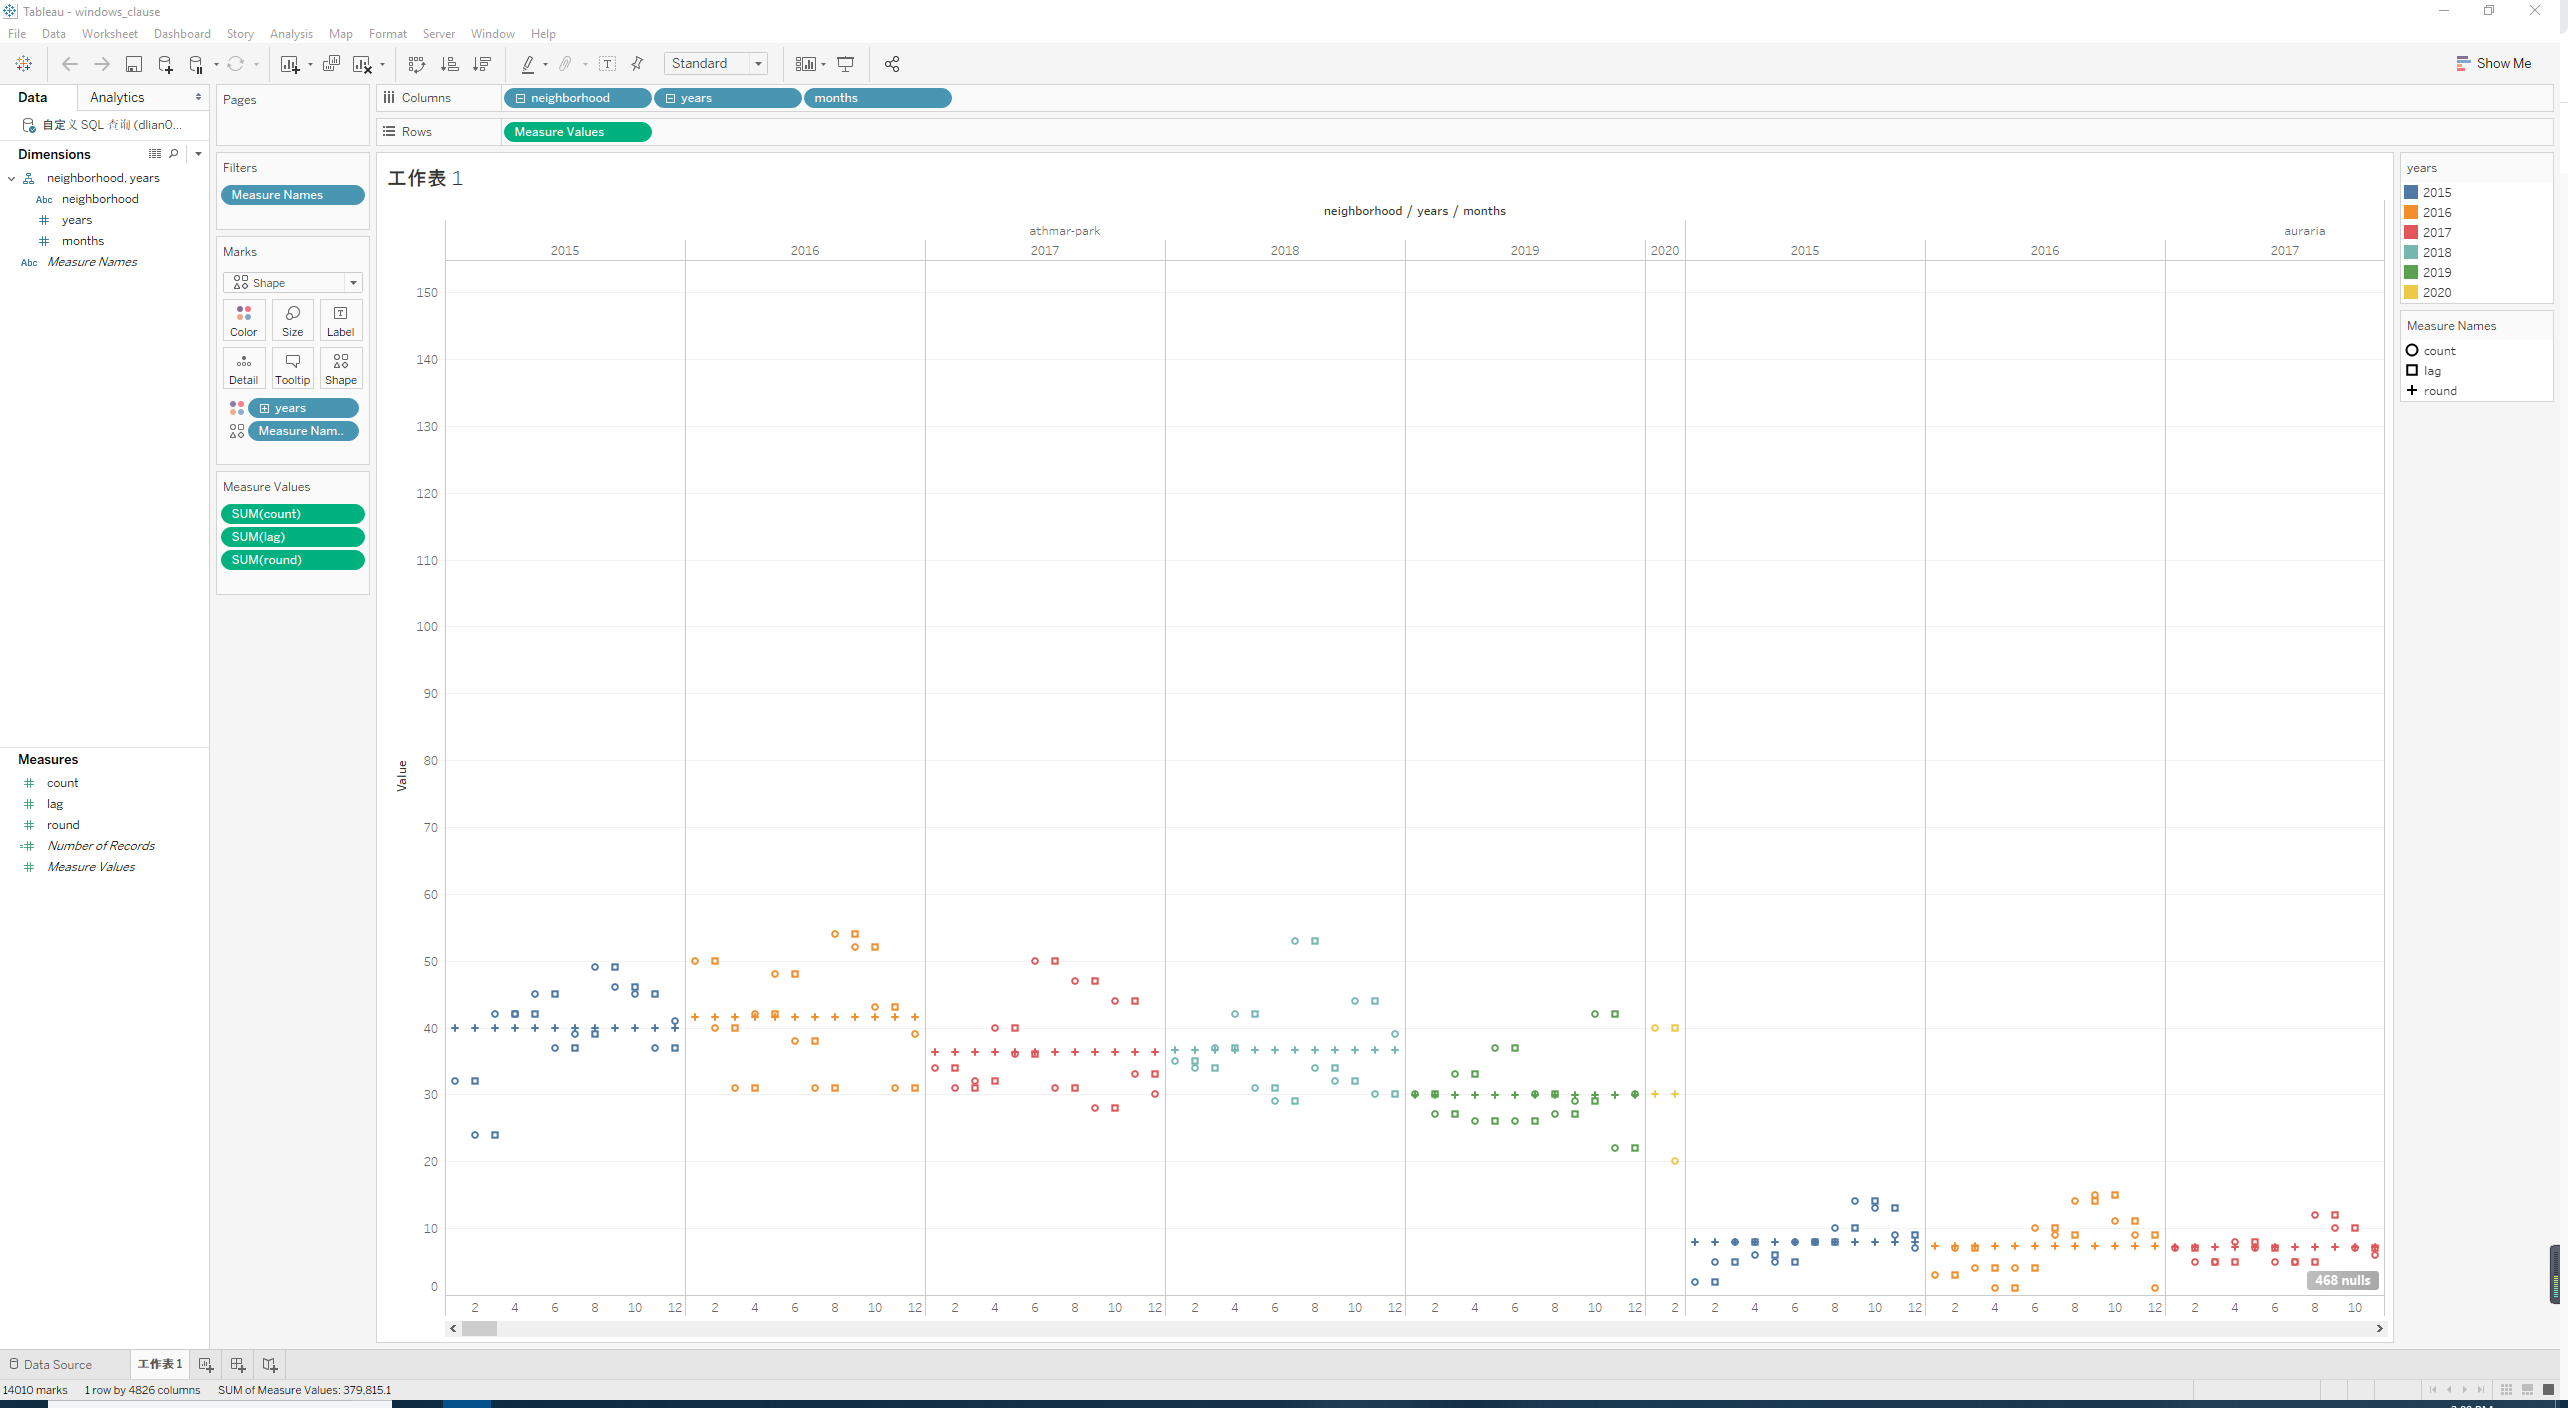 Tableau - windows_clause
File Data Worksheet Dashboard Story Analysis Map Format Server Window Help
Standard
Show Me
Data Analytics
自定义 SQL 查询 (dlian0...
Dimensions
neighborhood, years
Abc neighborhood
years
months
Abc Measure Names
Measures
count
lag
round
Number of Records
Measure Values
Pages
Filters
Measure Names
Marks
Shape
Color Size Label
Detail Tooltip Shape
years
Measure Nam..
Measure Values
SUM(count)
SUM(lag)
SUM(round)
Columns neighborhood years months
Rows Measure Values
工作表 1
neighborhood / years / months
athmar-park auraria
2015 2016 2017 2018 2019 2020 2015 2016 2017
150
140
130
120
110
100
90
80
70
60
50
40
30
20
10
0
Value
468 nulls
2 4 6 8 10 12 2 4 6 8 10 12 2 4 6 8 10 12 2 4 6 8 10 12 2 4 6 8 10 12 2 2 4 6 8 10 12 2 4 6 8 10 12 2 4 6 8 10
years
2015
2016
2017
2018
2019
2020
Measure Names
count
lag
round
Data Source 工作表 1
14010 marks 1 row by 4826 columns SUM of Measure Values: 379,815.1